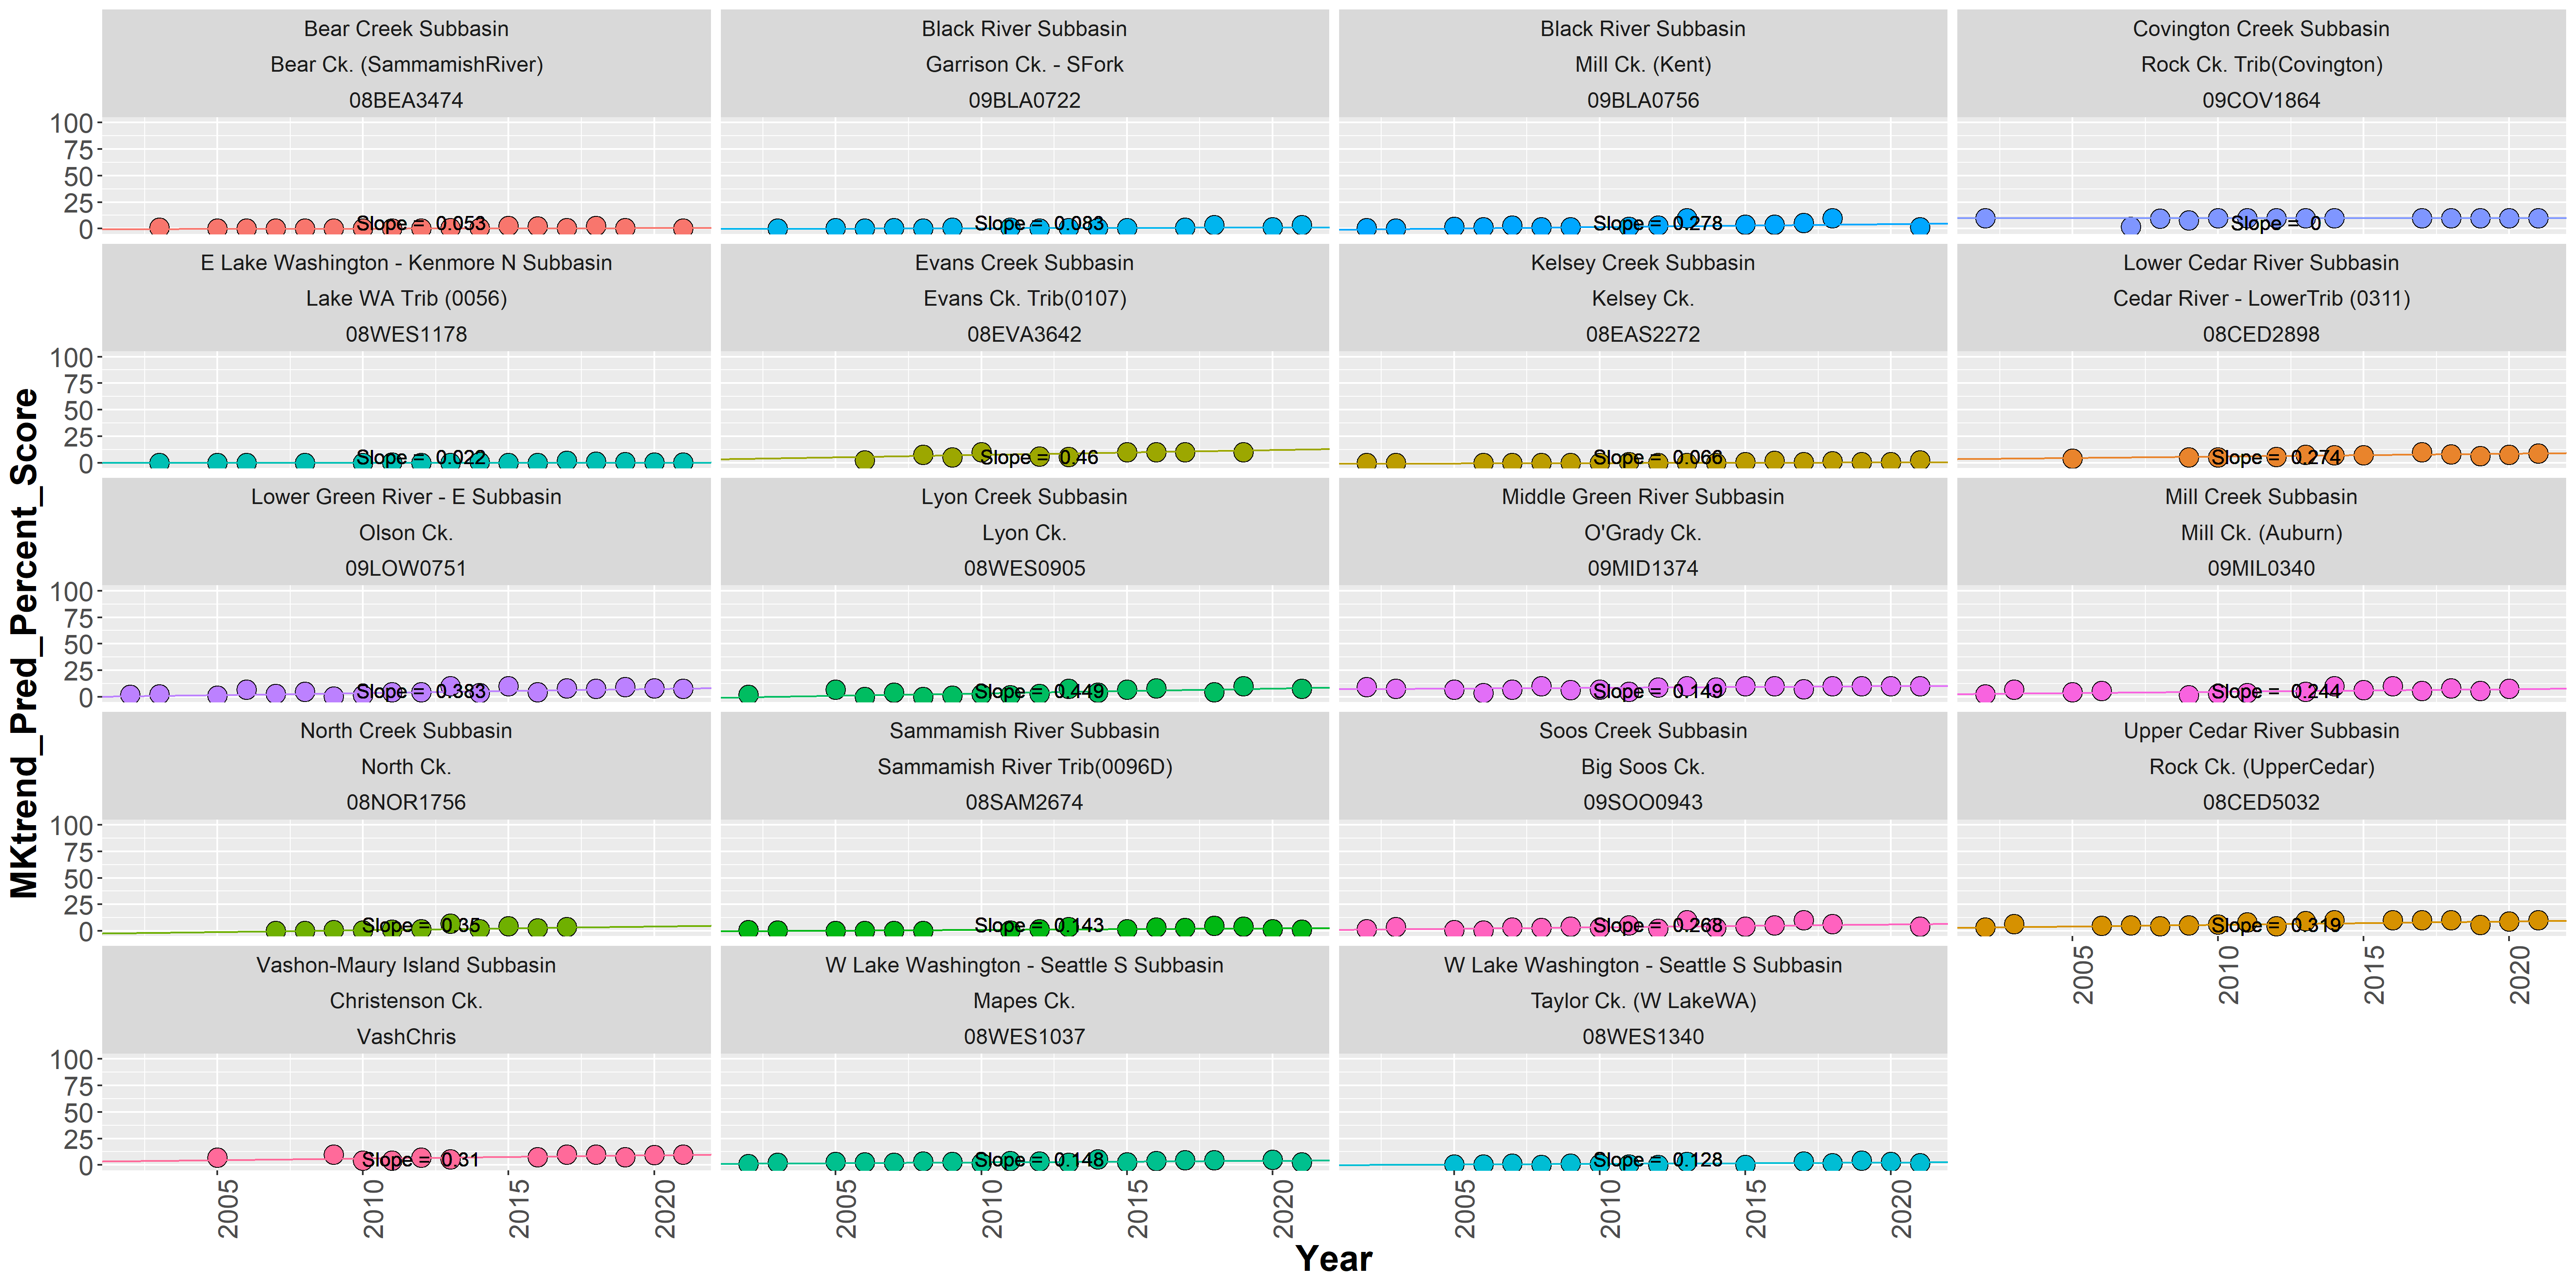 Bear Creek Subbasin
Bear Ck. (SammamishRiver)
08BEA3474
Black River Subbasin
Garrison Ck. - SFork
09BLA0722
Black River Subbasin
Mill Ck. (Kent)
09BLA0756
Covington Creek Subbasin
Rock Ck. Trib(Covington)
09COV1864
100
75
50
25
0
Slope = 0.053
Slope = 0.083
Slope = 0.278
Slope = 0
E Lake Washington - Kenmore N Subbasin
Lake WA Trib (0056)
08WES1178
Evans Creek Subbasin
Evans Ck. Trib(0107)
08EVA3642
Kelsey Creek Subbasin
Kelsey Ck.
08EAS2272
Lower Cedar River Subbasin
Cedar River - LowerTrib (0311)
08CED2898
100
75
50
25
0
Slope = 0.022
Slope = 0.46
Slope = 0.066
Slope = 0.274
Lower Green River - E Subbasin
Olson Ck.
09LOW0751
Lyon Creek Subbasin
Lyon Ck.
08WES0905
Middle Green River Subbasin
O'Grady Ck.
09MID1374
Mill Creek Subbasin
Mill Ck. (Auburn)
09MIL0340
100
75
50
25
0
Slope = 0.383
Slope = 0.449
Slope = 0.149
Slope = 0.244
North Creek Subbasin
North Ck.
08NOR1756
Sammamish River Subbasin
Sammamish River Trib(0096D)
08SAM2674
Soos Creek Subbasin
Big Soos Ck.
09SOO0943
Upper Cedar River Subbasin
Rock Ck. (UpperCedar)
08CED5032
100
75
50
25
0
Slope = 0.35
Slope = 0.143
Slope = 0.268
Slope = 0.319
2005
2010
2015
2020
Vashon-Maury Island Subbasin
Christenson Ck.
VashChris
W Lake Washington - Seattle S Subbasin
Mapes Ck.
08WES1037
W Lake Washington - Seattle S Subbasin
Taylor Ck. (W LakeWA)
08WES1340
100
75
50
25
0
Slope = 0.31
Slope = 0.148
Slope = 0.128
2005
2010
2015
2020
2005
2010
2015
2020
2005
2010
2015
2020
Year
MKtrend_Pred_Percent_Score